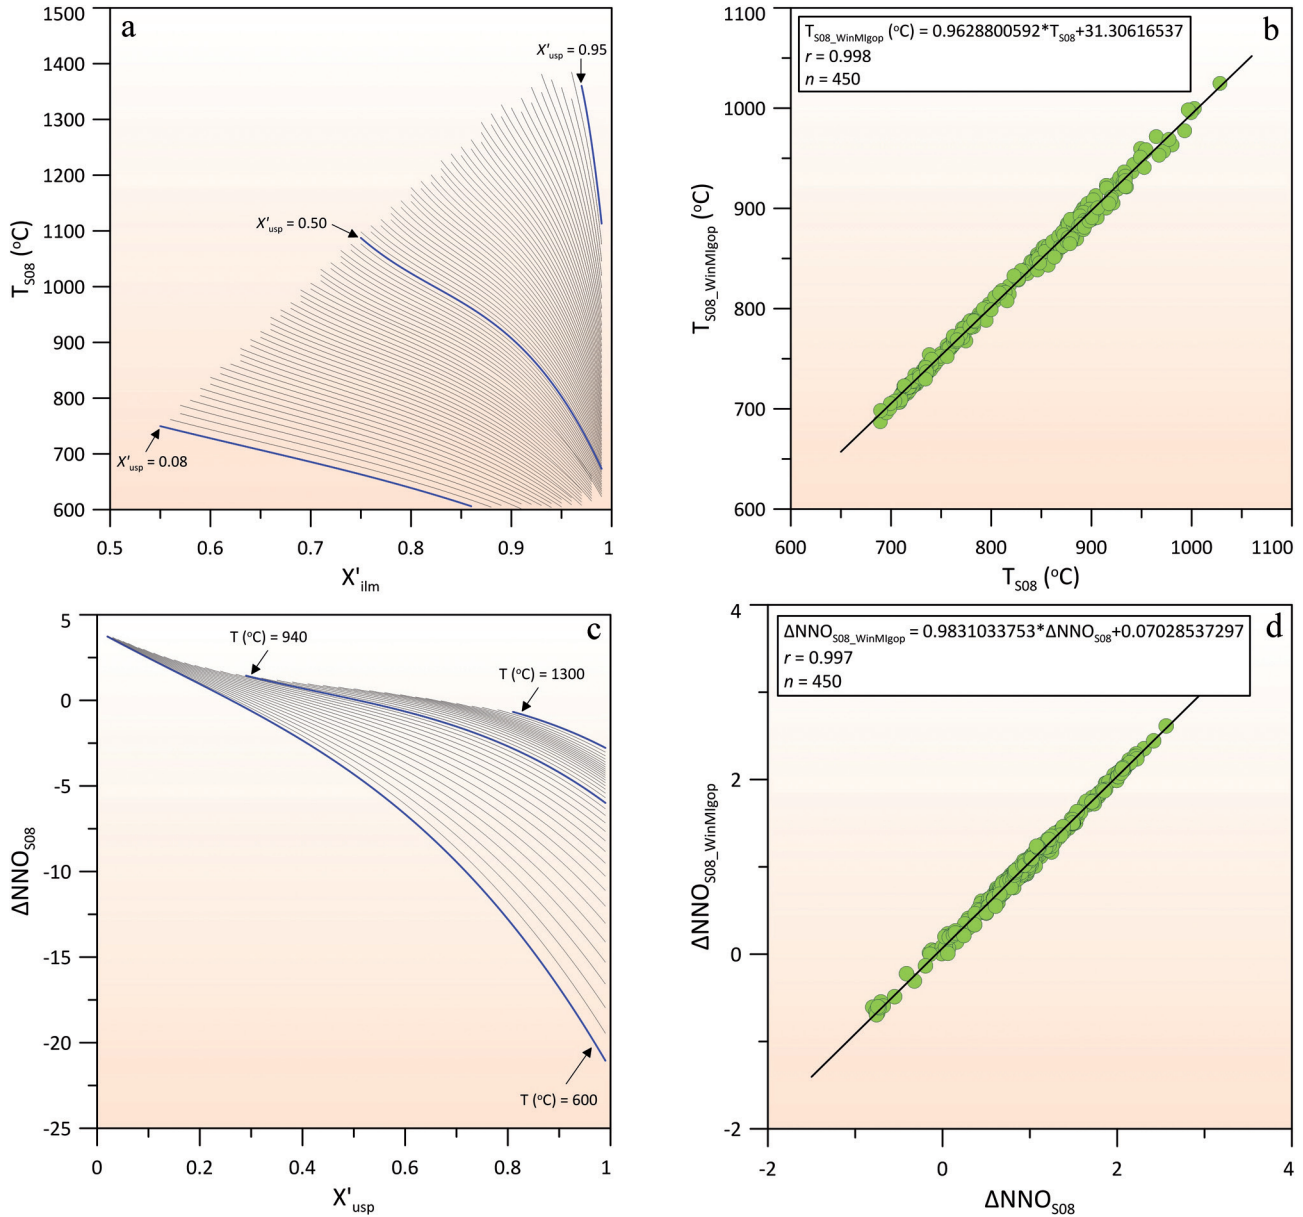 a
1500
1400
1300
1200
1100
1000
900
800
700
600
T_S08 (°C)
X'_usp = 0.95
X'_usp = 0.50
X'_usp = 0.08
0.5 0.6 0.7 0.8 0.9 1
X'_ilm
b
T_S08_WinMIgop (°C) = 0.9628800592*T_S08+31.30616537
r = 0.998
n = 450
1100
1000
900
800
700
600
T_S08_WinMIgop (°C)
600 700 800 900 1000 1100
T_S08 (°C)
c
5
0
-5
-10
-15
-20
-25
ΔNNO_S08
T (°C) = 940
T (°C) = 1300
T (°C) = 600
0 0.2 0.4 0.6 0.8 1
X'_usp
d
ΔNNO_S08_WinMIgop = 0.9831033753*ΔNNO_S08+0.07028537297
r = 0.997
n = 450
4
2
0
-2
ΔNNO_S08_WinMIgop
-2 0 2 4
ΔNNO_S08